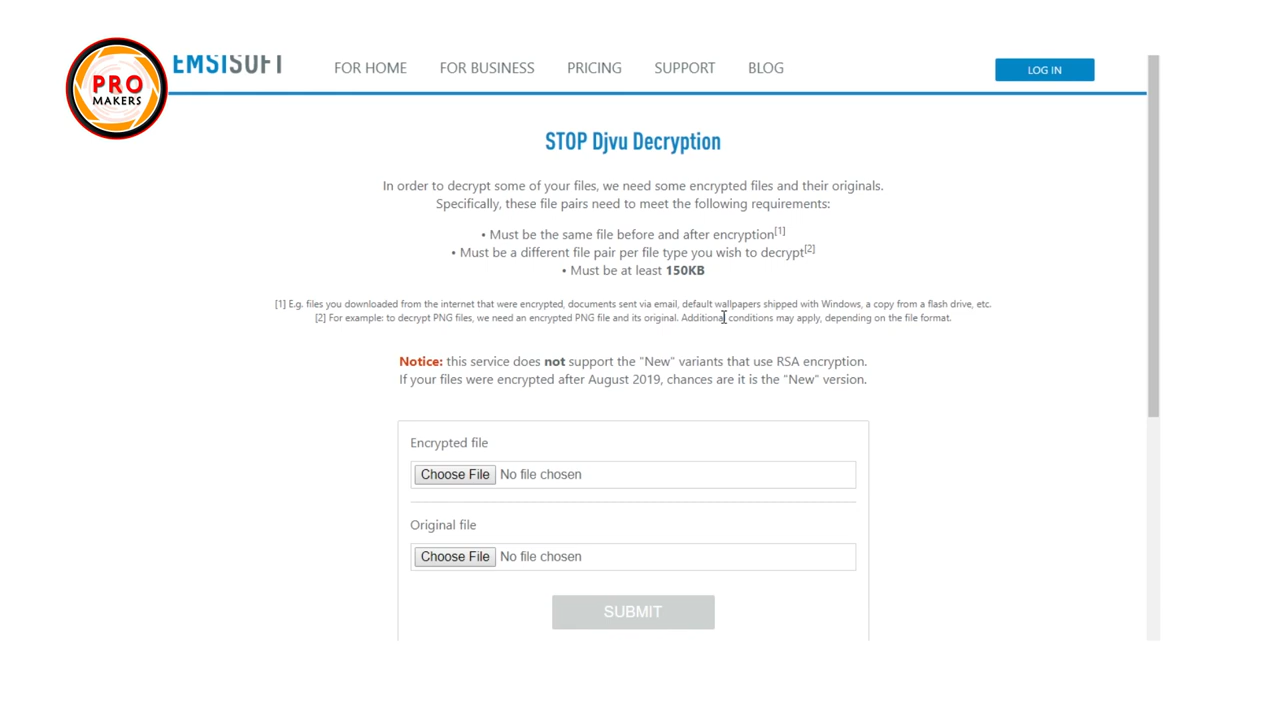 PRO
MAKERS
EMSISOFT
FOR HOME
FOR BUSINESS
PRICING
SUPPORT
BLOG
LOG IN
STOP Djvu Decryption
In order to decrypt some of your files, we need some encrypted files and their originals.
Specifically, these file pairs need to meet the following requirements:
• Must be the same file before and after encryption[1]
• Must be a different file pair per file type you wish to decrypt[2]
• Must be at least 150KB
[1] E.g. files you downloaded from the internet that were encrypted, documents sent via email, default wallpapers shipped with Windows, a copy from a flash drive, etc.
[2] For example: to decrypt PNG files, we need an encrypted PNG file and its original. Additional conditions may apply, depending on the file format.
Notice: this service does not support the "New" variants that use RSA encryption.
If your files were encrypted after August 2019, chances are it is the "New" version.
Encrypted file
Choose File No file chosen
Original file
Choose File No file chosen
SUBMIT